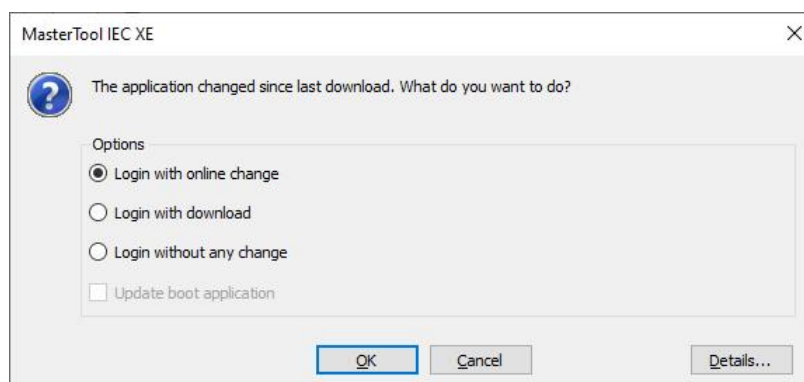 MasterTool IEC XE
The application changed since last download. What do you want to do?
Options
Login with online change
Login with download
Login without any change
Update boot application
OK Cancel Details...